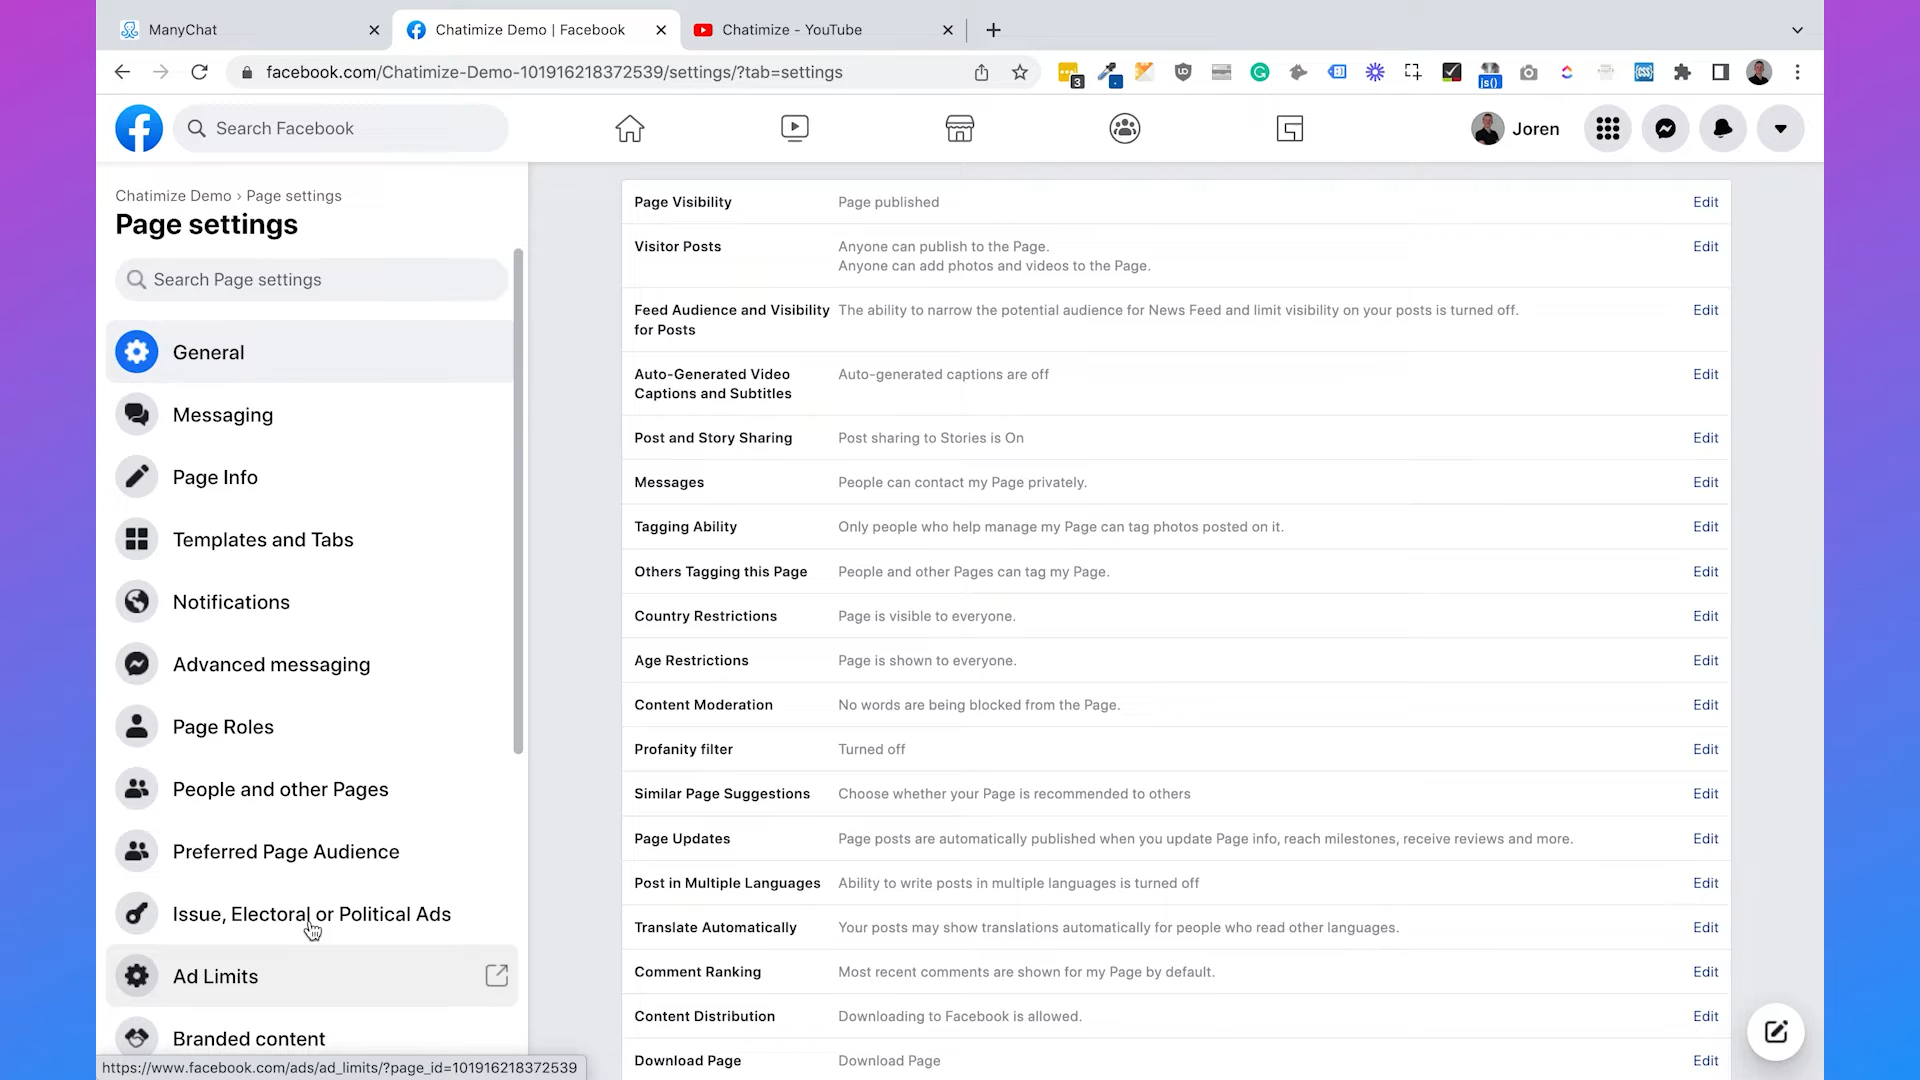 ManyChat
Chatimize Demo | Facebook
Chatimize - YouTube
facebook.com/Chatimize-Demo-101916218372539/settings/?tab=settings
Search Facebook
Joren
Chatimize Demo › Page settings
Page settings
Search Page settings
General
Messaging
Page Info
Templates and Tabs
Notifications
Advanced messaging
Page Roles
People and other Pages
Preferred Page Audience
Issue, Electoral or Political Ads
Ad Limits
Branded content
https://www.facebook.com/ads/ad_limits/?page_id=101916218372539
Page Visibility Page published Edit
Visitor Posts Anyone can publish to the Page. Edit
Anyone can add photos and videos to the Page.
Feed Audience and Visibility The ability to narrow the potential audience for News Feed and limit visibility on your posts is turned off. Edit
for Posts
Auto-Generated Video Auto-generated captions are off Edit
Captions and Subtitles
Post and Story Sharing Post sharing to Stories is On Edit
Messages People can contact my Page privately. Edit
Tagging Ability Only people who help manage my Page can tag photos posted on it. Edit
Others Tagging this Page People and other Pages can tag my Page. Edit
Country Restrictions Page is visible to everyone. Edit
Age Restrictions Page is shown to everyone. Edit
Content Moderation No words are being blocked from the Page. Edit
Profanity filter Turned off Edit
Similar Page Suggestions Choose whether your Page is recommended to others Edit
Page Updates Page posts are automatically published when you update Page info, reach milestones, receive reviews and more. Edit
Post in Multiple Languages Ability to write posts in multiple languages is turned off Edit
Translate Automatically Your posts may show translations automatically for people who read other languages. Edit
Comment Ranking Most recent comments are shown for my Page by default. Edit
Content Distribution Downloading to Facebook is allowed. Edit
Download Page Download Page Edit